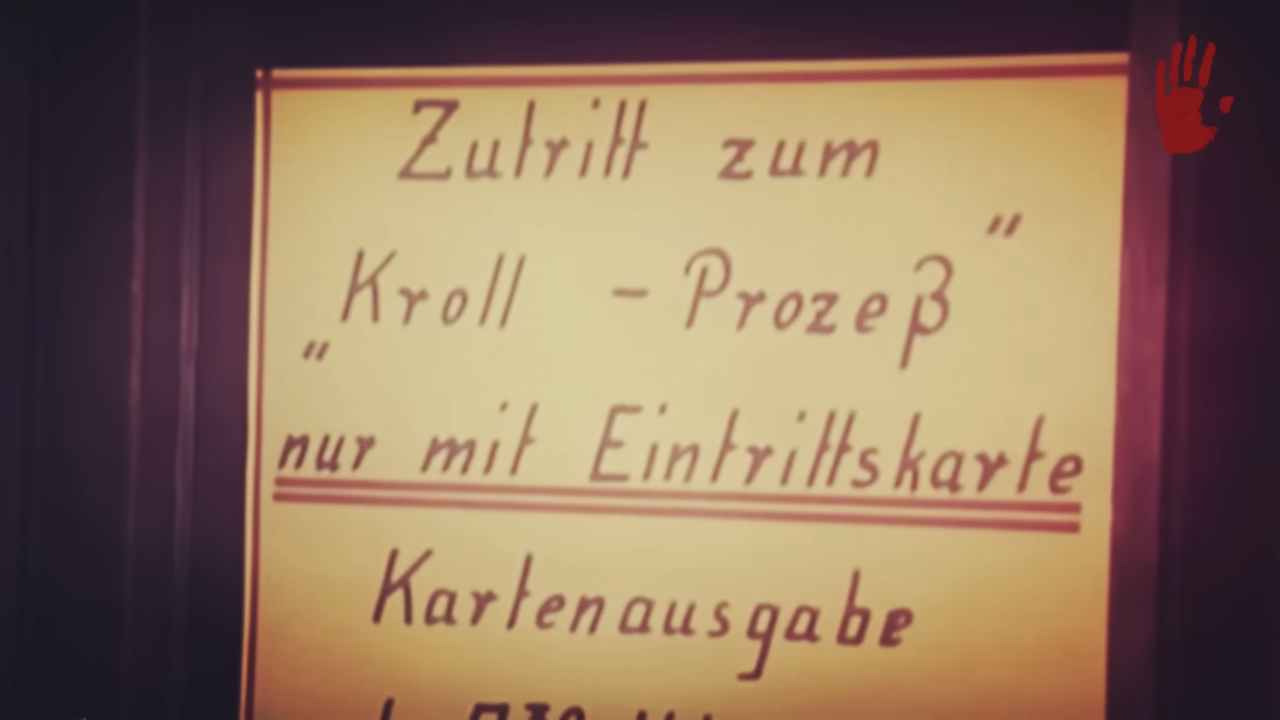 Zutritt zum
"Kroll - Prozeß"
nur mit Eintrittskarte
Kartenausgabe